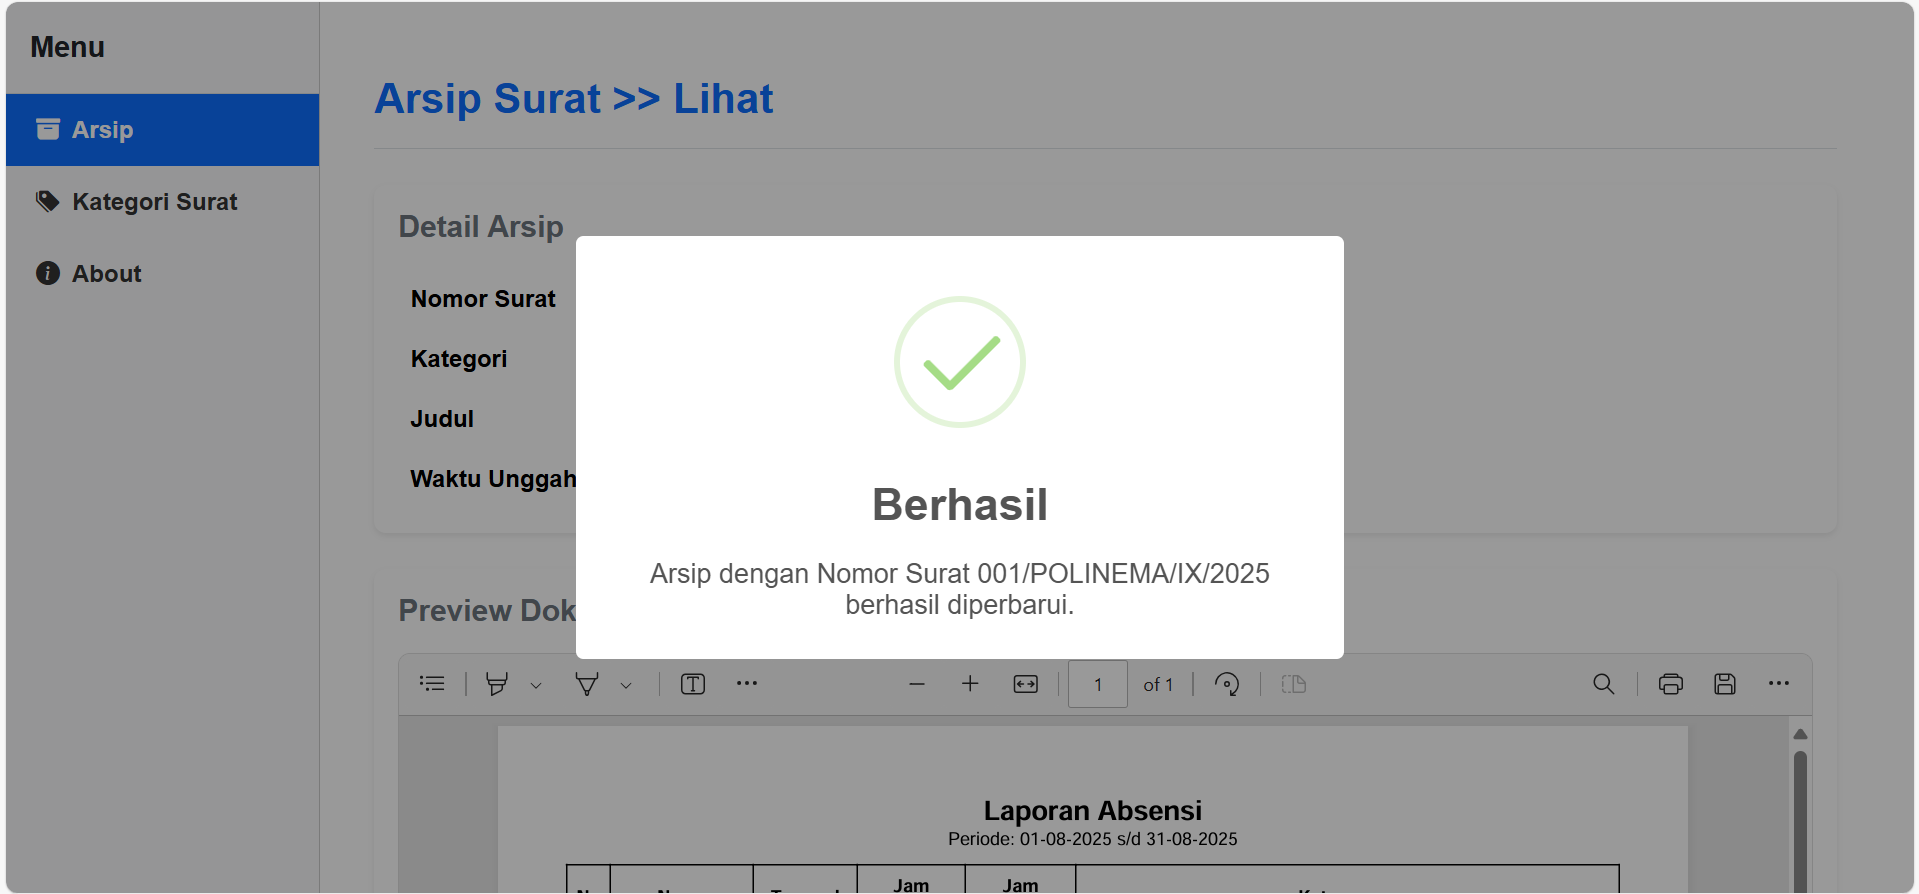 Menu
Arsip
Kategori Surat
About
Arsip Surat >> Lihat
Detail Arsip
Nomor Surat
Kategori
Judul
Waktu Unggah
Berhasil
Arsip dengan Nomor Surat 001/POLINEMA/IX/2025
berhasil diperbarui.
Preview
1 of 1
Laporan Absensi
Periode: 01-08-2025 s/d 31-08-2025
Jam Jam